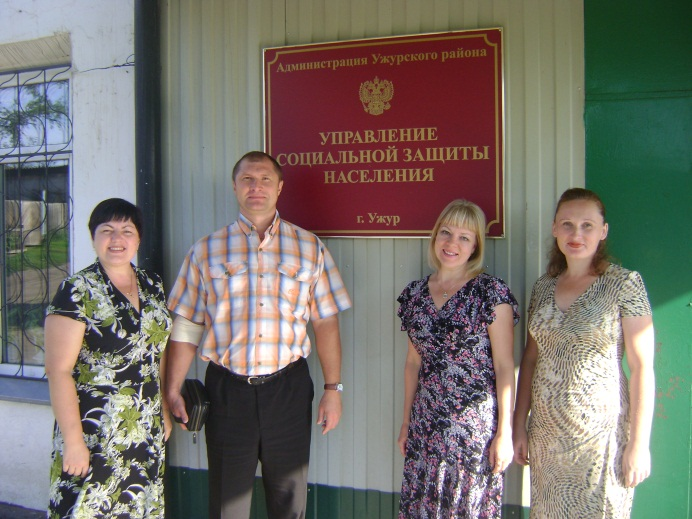 Администрация Ужурского района
УПРАВЛЕНИЕ
СОЦИАЛЬНОЙ ЗАЩИТЫ
НАСЕЛЕНИЯ
г. Ужур